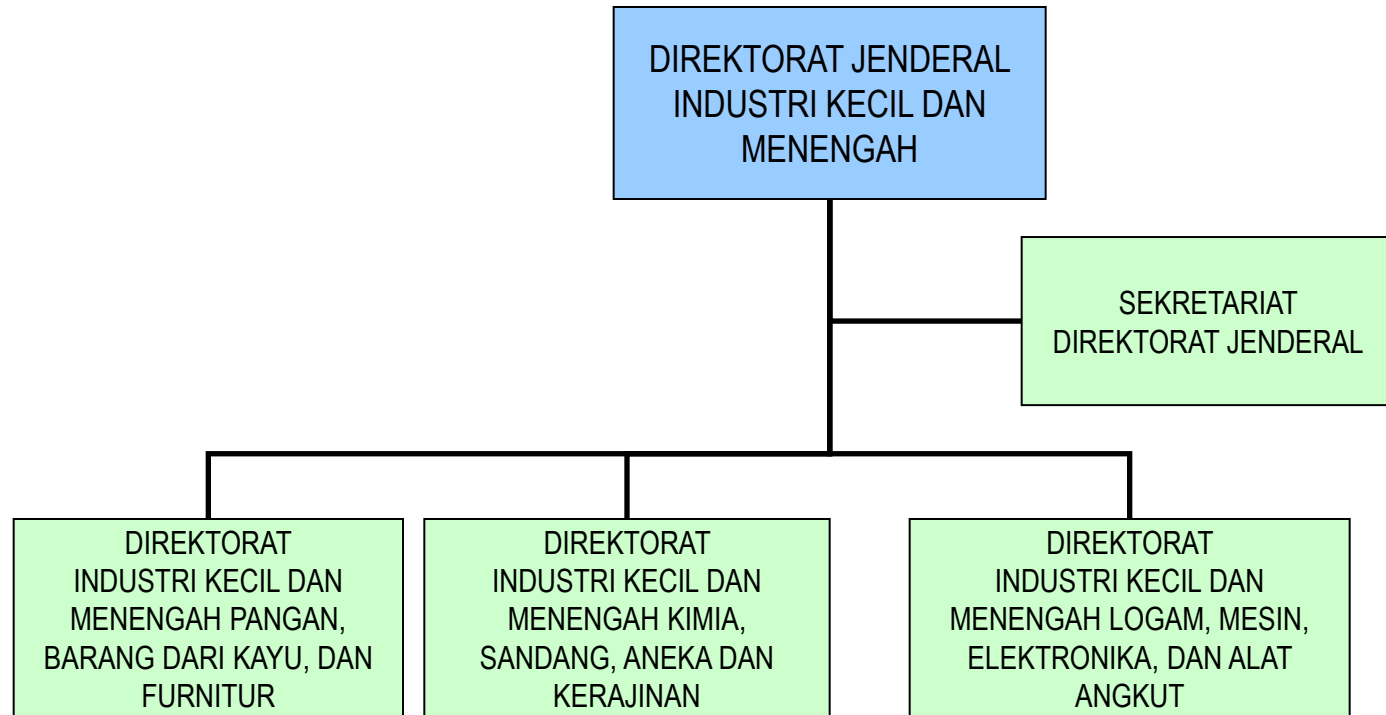 DIREKTORAT JENDERAL
INDUSTRI KECIL DAN
MENENGAH
SEKRETARIAT
DIREKTORAT JENDERAL
DIREKTORAT
INDUSTRI KECIL DAN
MENENGAH PANGAN,
BARANG DARI KAYU, DAN
FURNITUR
DIREKTORAT
INDUSTRI KECIL DAN
MENENGAH KIMIA,
SANDANG, ANEKA DAN
KERAJINAN
DIREKTORAT
INDUSTRI KECIL DAN
MENENGAH LOGAM, MESIN,
ELEKTRONIKA, DAN ALAT
ANGKUT